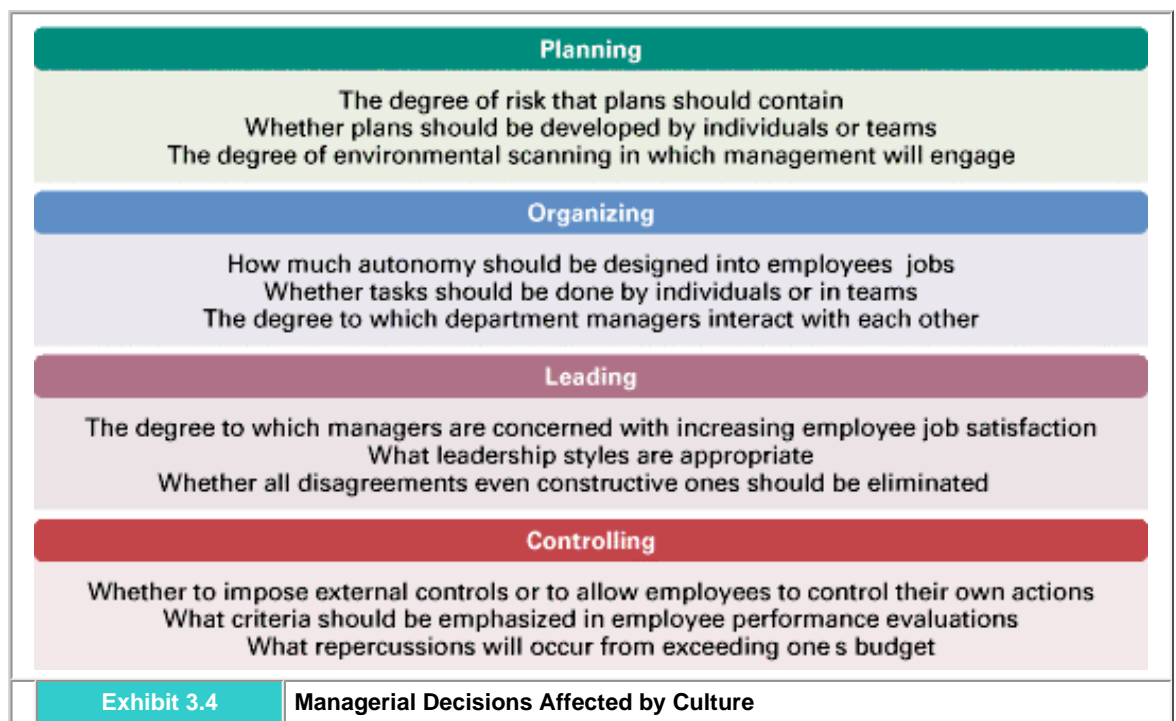 Planning
The degree of risk that plans should contain
Whether plans should be developed by individuals or teams
The degree of environmental scanning in which management will engage
Organizing
How much autonomy should be designed into employees jobs
Whether tasks should be done by individuals or in teams
The degree to which department managers interact with each other
Leading
The degree to which managers are concerned with increasing employee job satisfaction
What leadership styles are appropriate
Whether all disagreements even constructive ones should be eliminated
Controlling
Whether to impose external controls or to allow employees to control their own actions
What criteria should be emphasized in employee performance evaluations
What repercussions will occur from exceeding one s budget
Exhibit 3.4 Managerial Decisions Affected by Culture